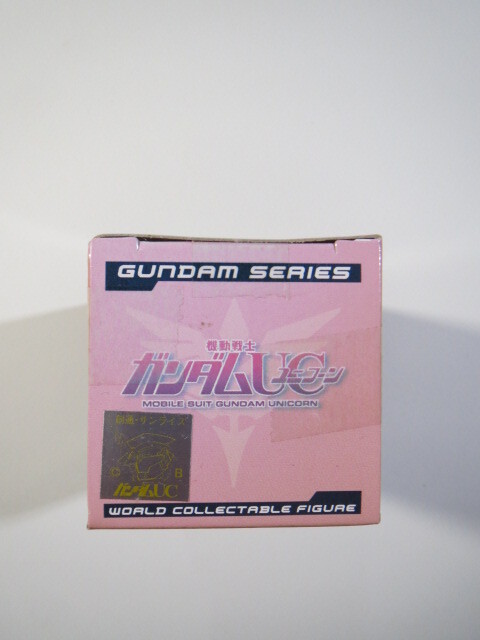 GUNDAM SERIES
機動戦士
ガンダムUC
ユニコーン
MOBILE SUIT GUNDAM UNICORN
創通・サンライズ
B
ガンダムUC
WORLD COLLECTABLE FIGURE